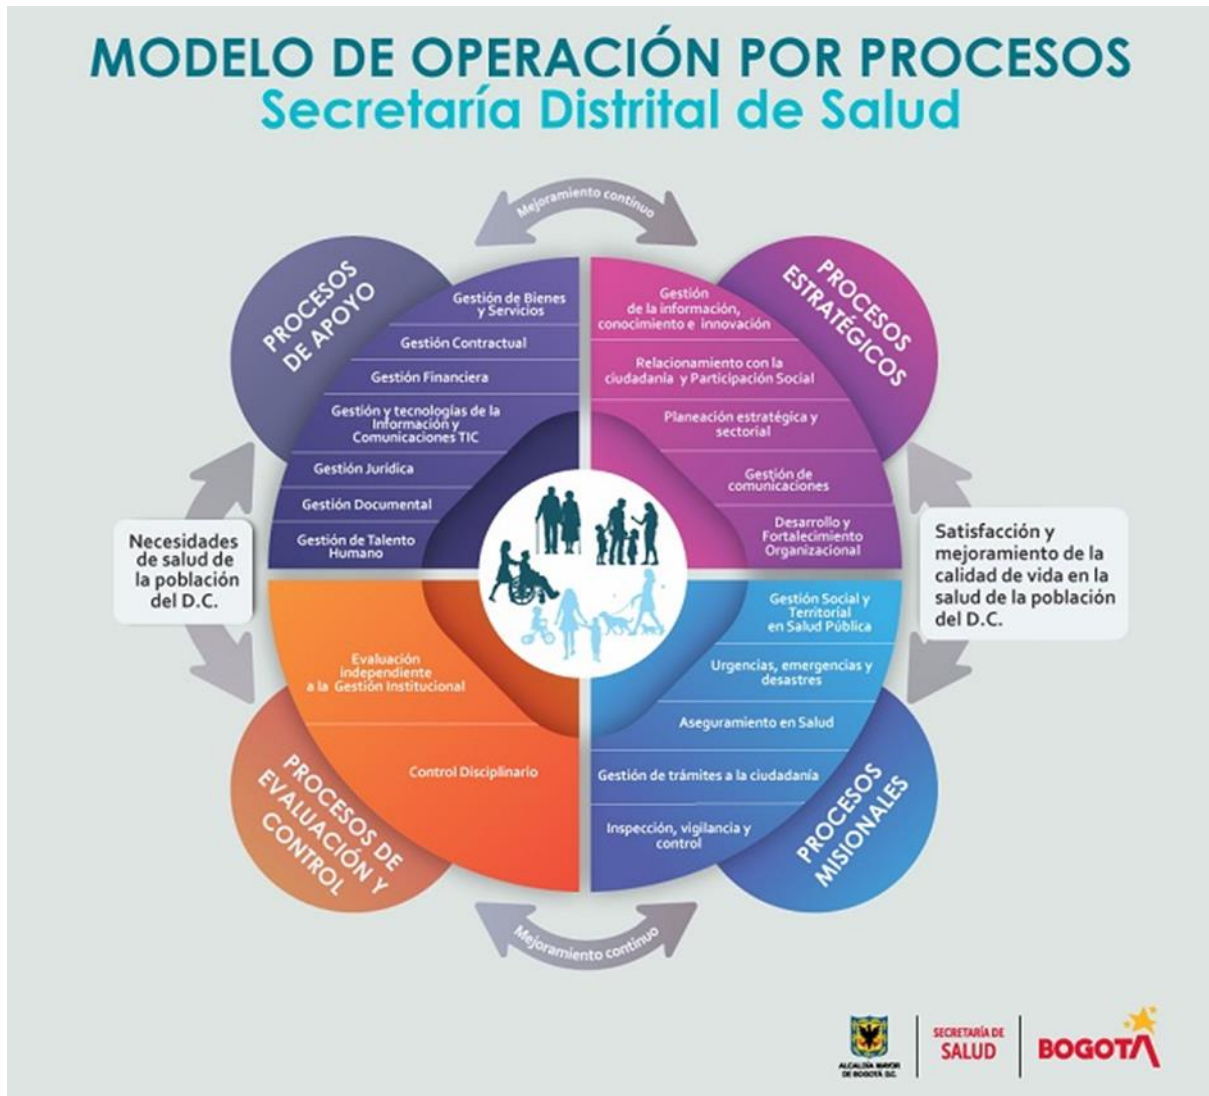 MODELO DE OPERACIÓN POR PROCESOS
Secretaría Distrital de Salud
Mejoramiento continuo
PROCESOS
DE APOYO
Gestión de Bienes
y Servicios
Gestión Contractual
Gestión Financiera
Gestión y tecnologías de la
Información y
Comunicaciones TIC
Gestión Jurídica
Gestión Documental
Gestión de Talento
Humano
PROCESOS
ESTRATÉGICOS
Gestión
de la información,
conocimiento e innovación
Relacionamiento con la
ciudadanía y Participación Social
Planeación estratégica y
sectorial
Gestión de
comunicaciones
Desarrollo y
Fortalecimiento
Organizacional
Necesidades
de salud de
la población
del D.C.
Satisfacción y
mejoramiento de la
calidad de vida en la
salud de la población
del D.C.
Evaluación
independiente
a la Gestión Institucional
Control Disciplinario
PROCESOS DE
EVALUACIÓN Y
CONTROL
Gestión Social y
Territorial
en Salud Pública
Urgencias, emergencias y
desastres
Aseguramiento en Salud
Gestión de trámites a la ciudadanía
Inspección, vigilancia y
control
PROCESOS
MISIONALES
Mejoramiento continuo
ALCALDÍA MAYOR
DE BOGOTÁ D.C.
SECRETARÍA DE
SALUD
BOGOTÁ